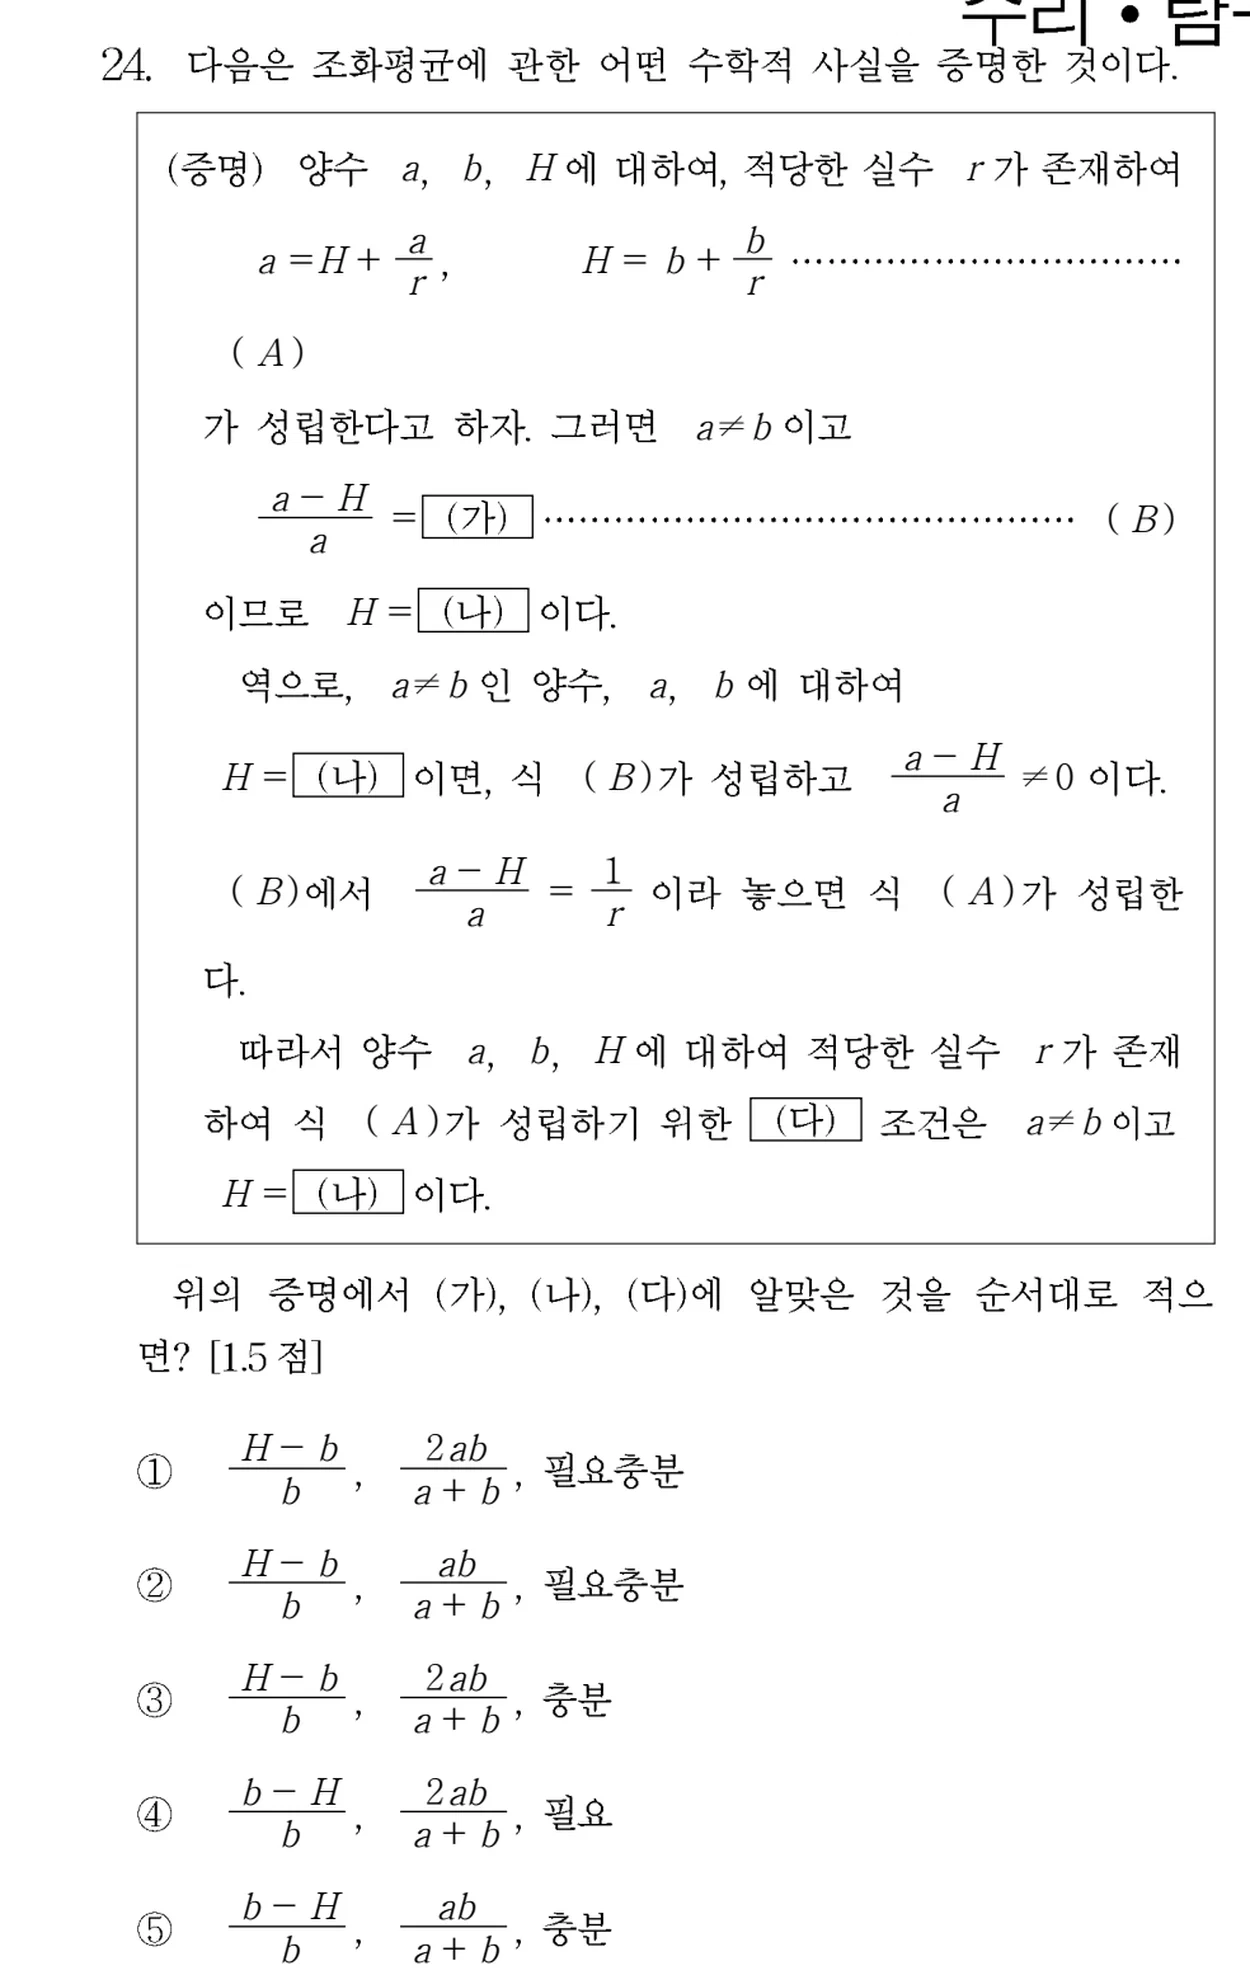 수리 • 탐구
24. 다음은 조화평균에 관한 어떤 수학적 사실을 증명한 것이다.
(증명) 양수 a, b, H에 대하여, 적당한 실수 r가 존재하여
a = H + a/r, H = b + b/r ⋯⋯⋯⋯⋯⋯⋯⋯⋯⋯⋯
(A)
가 성립한다고 하자. 그러면 a≠b이고
(a − H)/a = (가) ⋯⋯⋯⋯⋯⋯⋯⋯⋯⋯⋯⋯⋯⋯⋯ (B)
이므로 H = (나) 이다.
역으로, a≠b인 양수, a, b에 대하여
H = (나) 이면, 식 (B)가 성립하고 (a − H)/a ≠0 이다.
(B)에서 (a − H)/a = 1/r 이라 놓으면 식 (A)가 성립한
다.
따라서 양수 a, b, H에 대하여 적당한 실수 r가 존재
하여 식 (A)가 성립하기 위한 (다) 조건은 a≠b이고
H = (나) 이다.
위의 증명에서 (가), (나), (다)에 알맞은 것을 순서대로 적으
면? [1.5점]
① (H − b)/b, 2ab/(a + b), 필요충분
② (H − b)/b, ab/(a + b), 필요충분
③ (H − b)/b, 2ab/(a + b), 충분
④ (b − H)/b, 2ab/(a + b), 필요
⑤ (b − H)/b, ab/(a + b), 충분